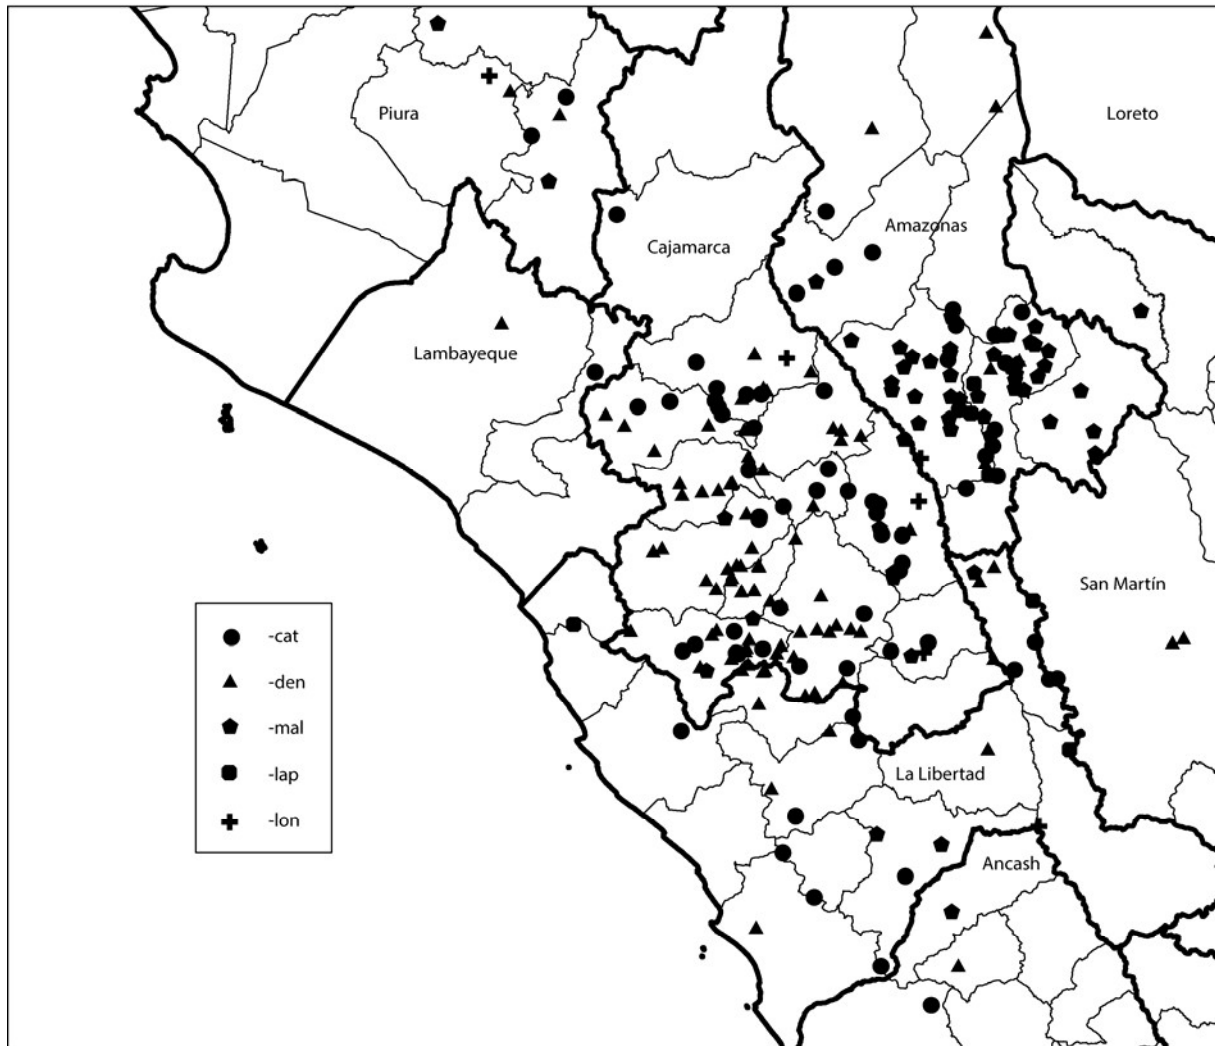 Piura
Loreto
Amazonas
Cajamarca
Lambayeque
San Martín
-cat
-den
-mal
-lap
-lon
La Libertad
Ancash